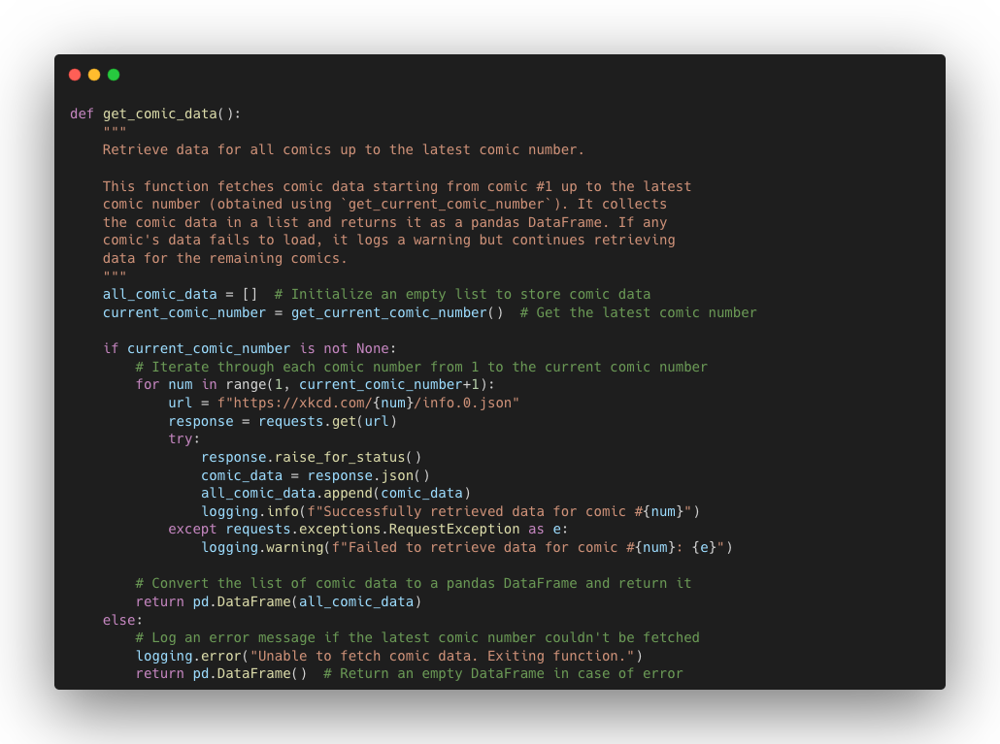 def get_comic_data():
    """
    Retrieve data for all comics up to the latest comic number.

    This function fetches comic data starting from comic #1 up to the latest
    comic number (obtained using `get_current_comic_number`). It collects
    the comic data in a list and returns it as a pandas DataFrame. If any
    comic's data fails to load, it logs a warning but continues retrieving
    data for the remaining comics.
    """
    all_comic_data = []  # Initialize an empty list to store comic data
    current_comic_number = get_current_comic_number()  # Get the latest comic number

    if current_comic_number is not None:
        # Iterate through each comic number from 1 to the current comic number
        for num in range(1, current_comic_number+1):
            url = f"https://xkcd.com/{num}/info.0.json"
            response = requests.get(url)
            try:
                response.raise_for_status()
                comic_data = response.json()
                all_comic_data.append(comic_data)
                logging.info(f"Successfully retrieved data for comic #{num}")
            except requests.exceptions.RequestException as e:
                logging.warning(f"Failed to retrieve data for comic #{num}: {e}")

        # Convert the list of comic data to a pandas DataFrame and return it
        return pd.DataFrame(all_comic_data)
    else:
        # Log an error message if the latest comic number couldn't be fetched
        logging.error("Unable to fetch comic data. Exiting function.")
        return pd.DataFrame()  # Return an empty DataFrame in case of error